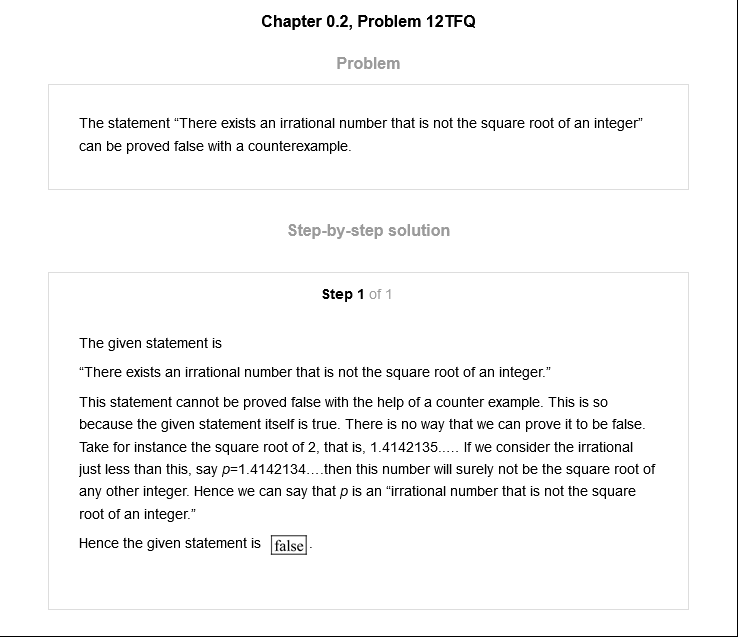 Chapter 0.2, Problem 12TFQ
Problem
The statement “There exists an irrational number that is not the square root of an integer”
can be proved false with a counterexample.
Step-by-step solution
Step 1 of 1
The given statement is
“There exists an irrational number that is not the square root of an integer.”
This statement cannot be proved false with the help of a counter example. This is so
because the given statement itself is true. There is no way that we can prove it to be false.
Take for instance the square root of 2, that is, 1.4142135..... If we consider the irrational
just less than this, say p=1.4142134....then this number will surely not be the square root of
any other integer. Hence we can say that p is an “irrational number that is not the square
root of an integer.”
Hence the given statement is false.